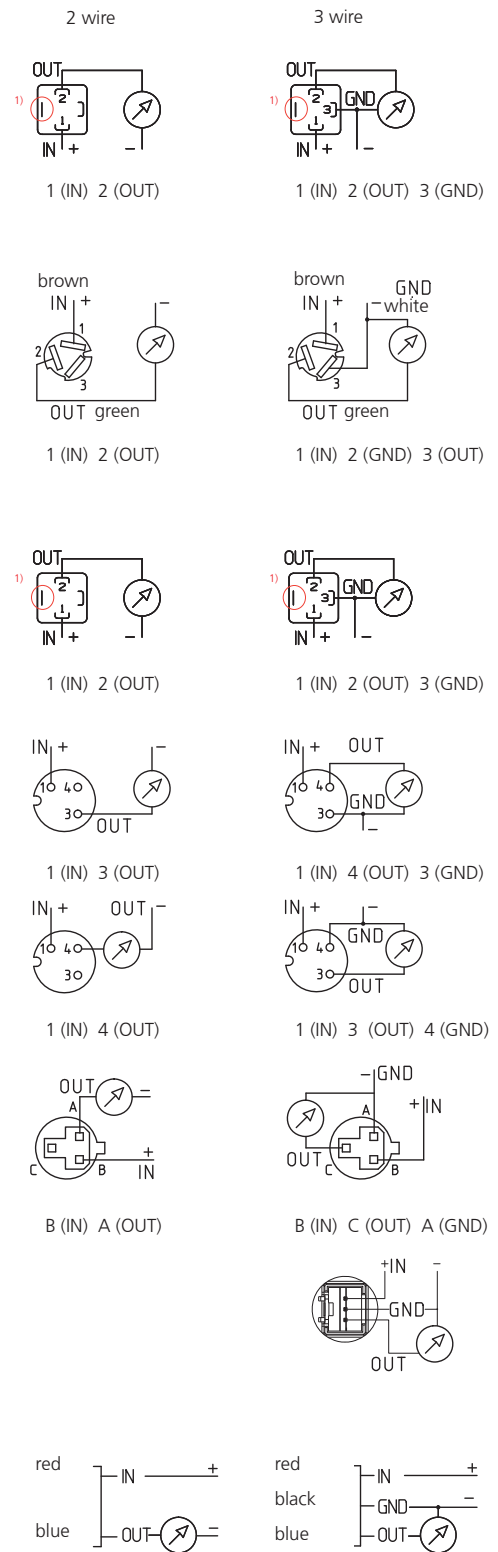 2 wire 3 wire
OUT OUT
1) 2 1) 2 3 GND
1 1
IN + − IN + −
1 (IN) 2 (OUT) 1 (IN) 2 (OUT) 3 (GND)
brown brown GND
IN + − IN + − white
1 1
2 2
3 3
OUT green OUT green
1 (IN) 2 (OUT) 1 (IN) 2 (GND) 3 (OUT)
OUT OUT
1) 2 1) 2 3 GND
1 1
IN + − IN + −
1 (IN) 2 (OUT) 1 (IN) 2 (OUT) 3 (GND)
IN + − IN + OUT
1 4 1 4
3 3 GND
OUT −
1 (IN) 3 (OUT) 1 (IN) 4 (OUT) 3 (GND)
IN + OUT − IN + −
1 4 1 4 GND
3 3
OUT
1 (IN) 4 (OUT) 1 (IN) 3 (OUT) 4 (GND)
OUT − − GND
A A + IN
+ OUT
C B IN C B
B (IN) A (OUT) B (IN) C (OUT) A (GND)
+IN −
GND
OUT
red IN + red IN +
black GND −
blue OUT − blue OUT